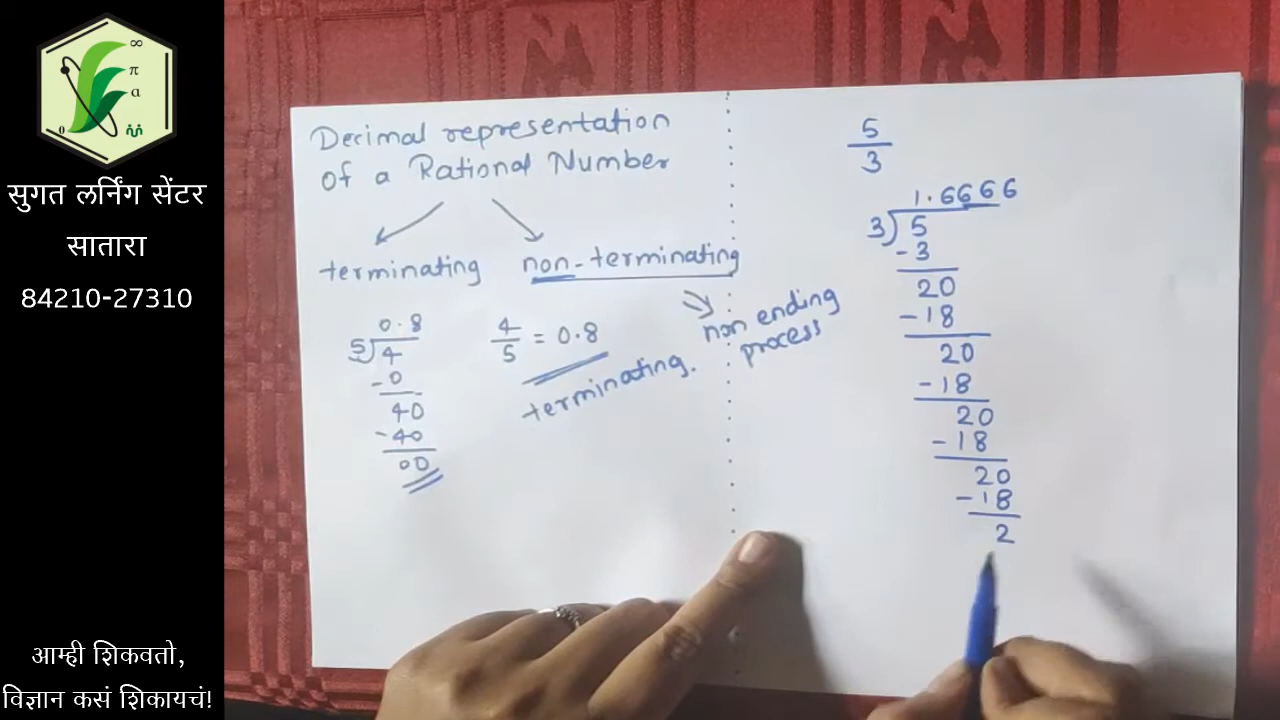 ∞
π
a
0
सुगत लर्निंग सेंटर
सातारा
84210-27310
आम्ही शिकवतो,
विज्ञान कसं शिकायचं!
Decimal representation
of a Rational Number
terminating
non-terminating
non ending
process
0.8
5)4
-0
40
-40
00
4/5 = 0.8
terminating.
5
3
1.6666
3)5
-3
20
-18
20
-18
20
-18
20
-18
2